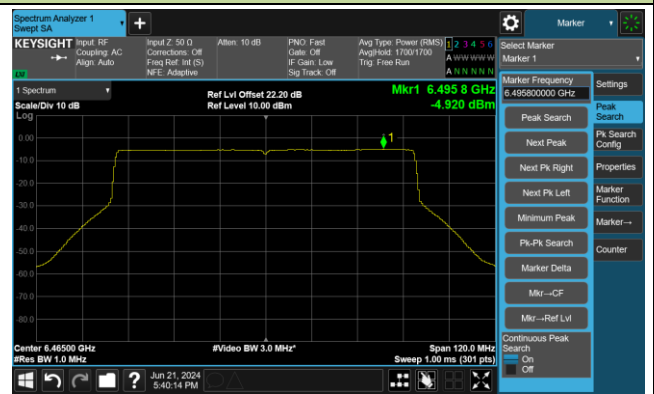 Spectrum Analyzer 1
Swept SA
+
Marker
KEYSIGHT
Input: RF
Coupling: AC
Align: Auto
Input Z: 50 Ω
Corrections: Off
Freq Ref: Int (S)
NFE: Adaptive
Atten: 10 dB
PNO: Fast
Gate: Off
IF Gain: Low
Sig Track: Off
Avg Type: Power (RMS)
Avg|Hold: 1700/1700
Trig: Free Run
1 2 3 4 5 6
A W W W W W
A N N N N N
LXI
Select Marker
Marker 1
1 Spectrum
Scale/Div 10 dB
Log
Ref Lvl Offset 22.20 dB
Ref Level 10.00 dBm
Mkr1 6.495 8 GHz
-4.920 dBm
1
0.00
-10.0
-20.0
-30.0
-40.0
-50.0
-60.0
-70.0
-80.0
Center 6.46500 GHz
#Res BW 1.0 MHz
#Video BW 3.0 MHz*
Span 120.0 MHz
Sweep 1.00 ms (301 pts)
Marker Frequency
6.495800000 GHz
Peak Search
Next Peak
Next Pk Right
Next Pk Left
Minimum Peak
Pk-Pk Search
Marker Delta
Mkr→CF
Mkr→Ref Lvl
Continuous Peak
Search
On
Off
Settings
Peak
Search
Pk Search
Config
Properties
Marker
Function
Marker→
Counter
?
Jun 21, 2024
5:40:14 PM